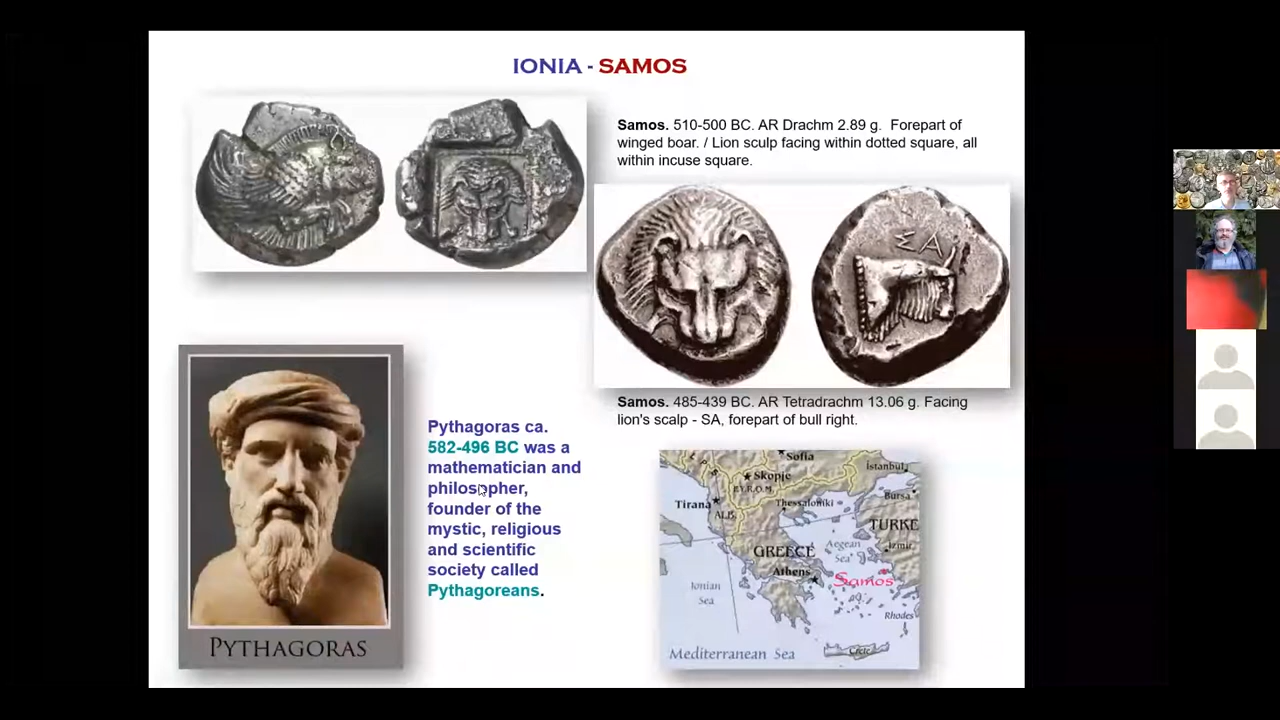 IONIA - SAMOS
Samos. 510-500 BC. AR Drachm 2.89 g. Forepart of
winged boar. / Lion sculp facing within dotted square, all
within incuse square.
ΣΑ
Samos. 485-439 BC. AR Tetradrachm 13.06 g. Facing
lion's scalp - SA, forepart of bull right.
Pythagoras ca.
582-496 BC was a
mathematician and
philosopher,
founder of the
mystic, religious
and scientific
society called
Pythagoreans.
PYTHAGORAS
Sofia
Skopje
F.Y.R.O.M.
İstanbul
Tirana
ALB.
Thessaloniki
Bursa
TURKE
GREECE
Aegean
Sea
İzmir
Athens
Samos
Ionian
Sea
Rhodes
Mediterranean Sea
Crete